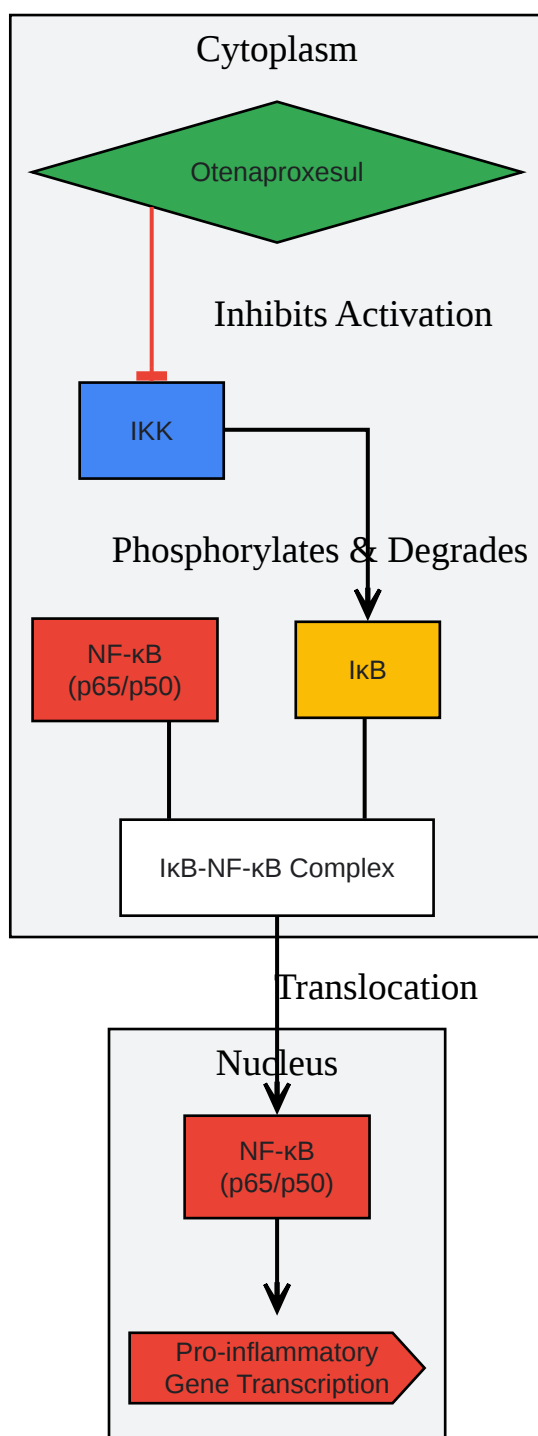 Cytoplasm
Otenaproxesul
Inhibits Activation
IKK
Phosphorylates & Degrades
NF-κB
(p65/p50)
IκB
IκB-NF-κB Complex
Translocation
Nucleus
NF-κB
(p65/p50)
Pro-inflammatory
Gene Transcription